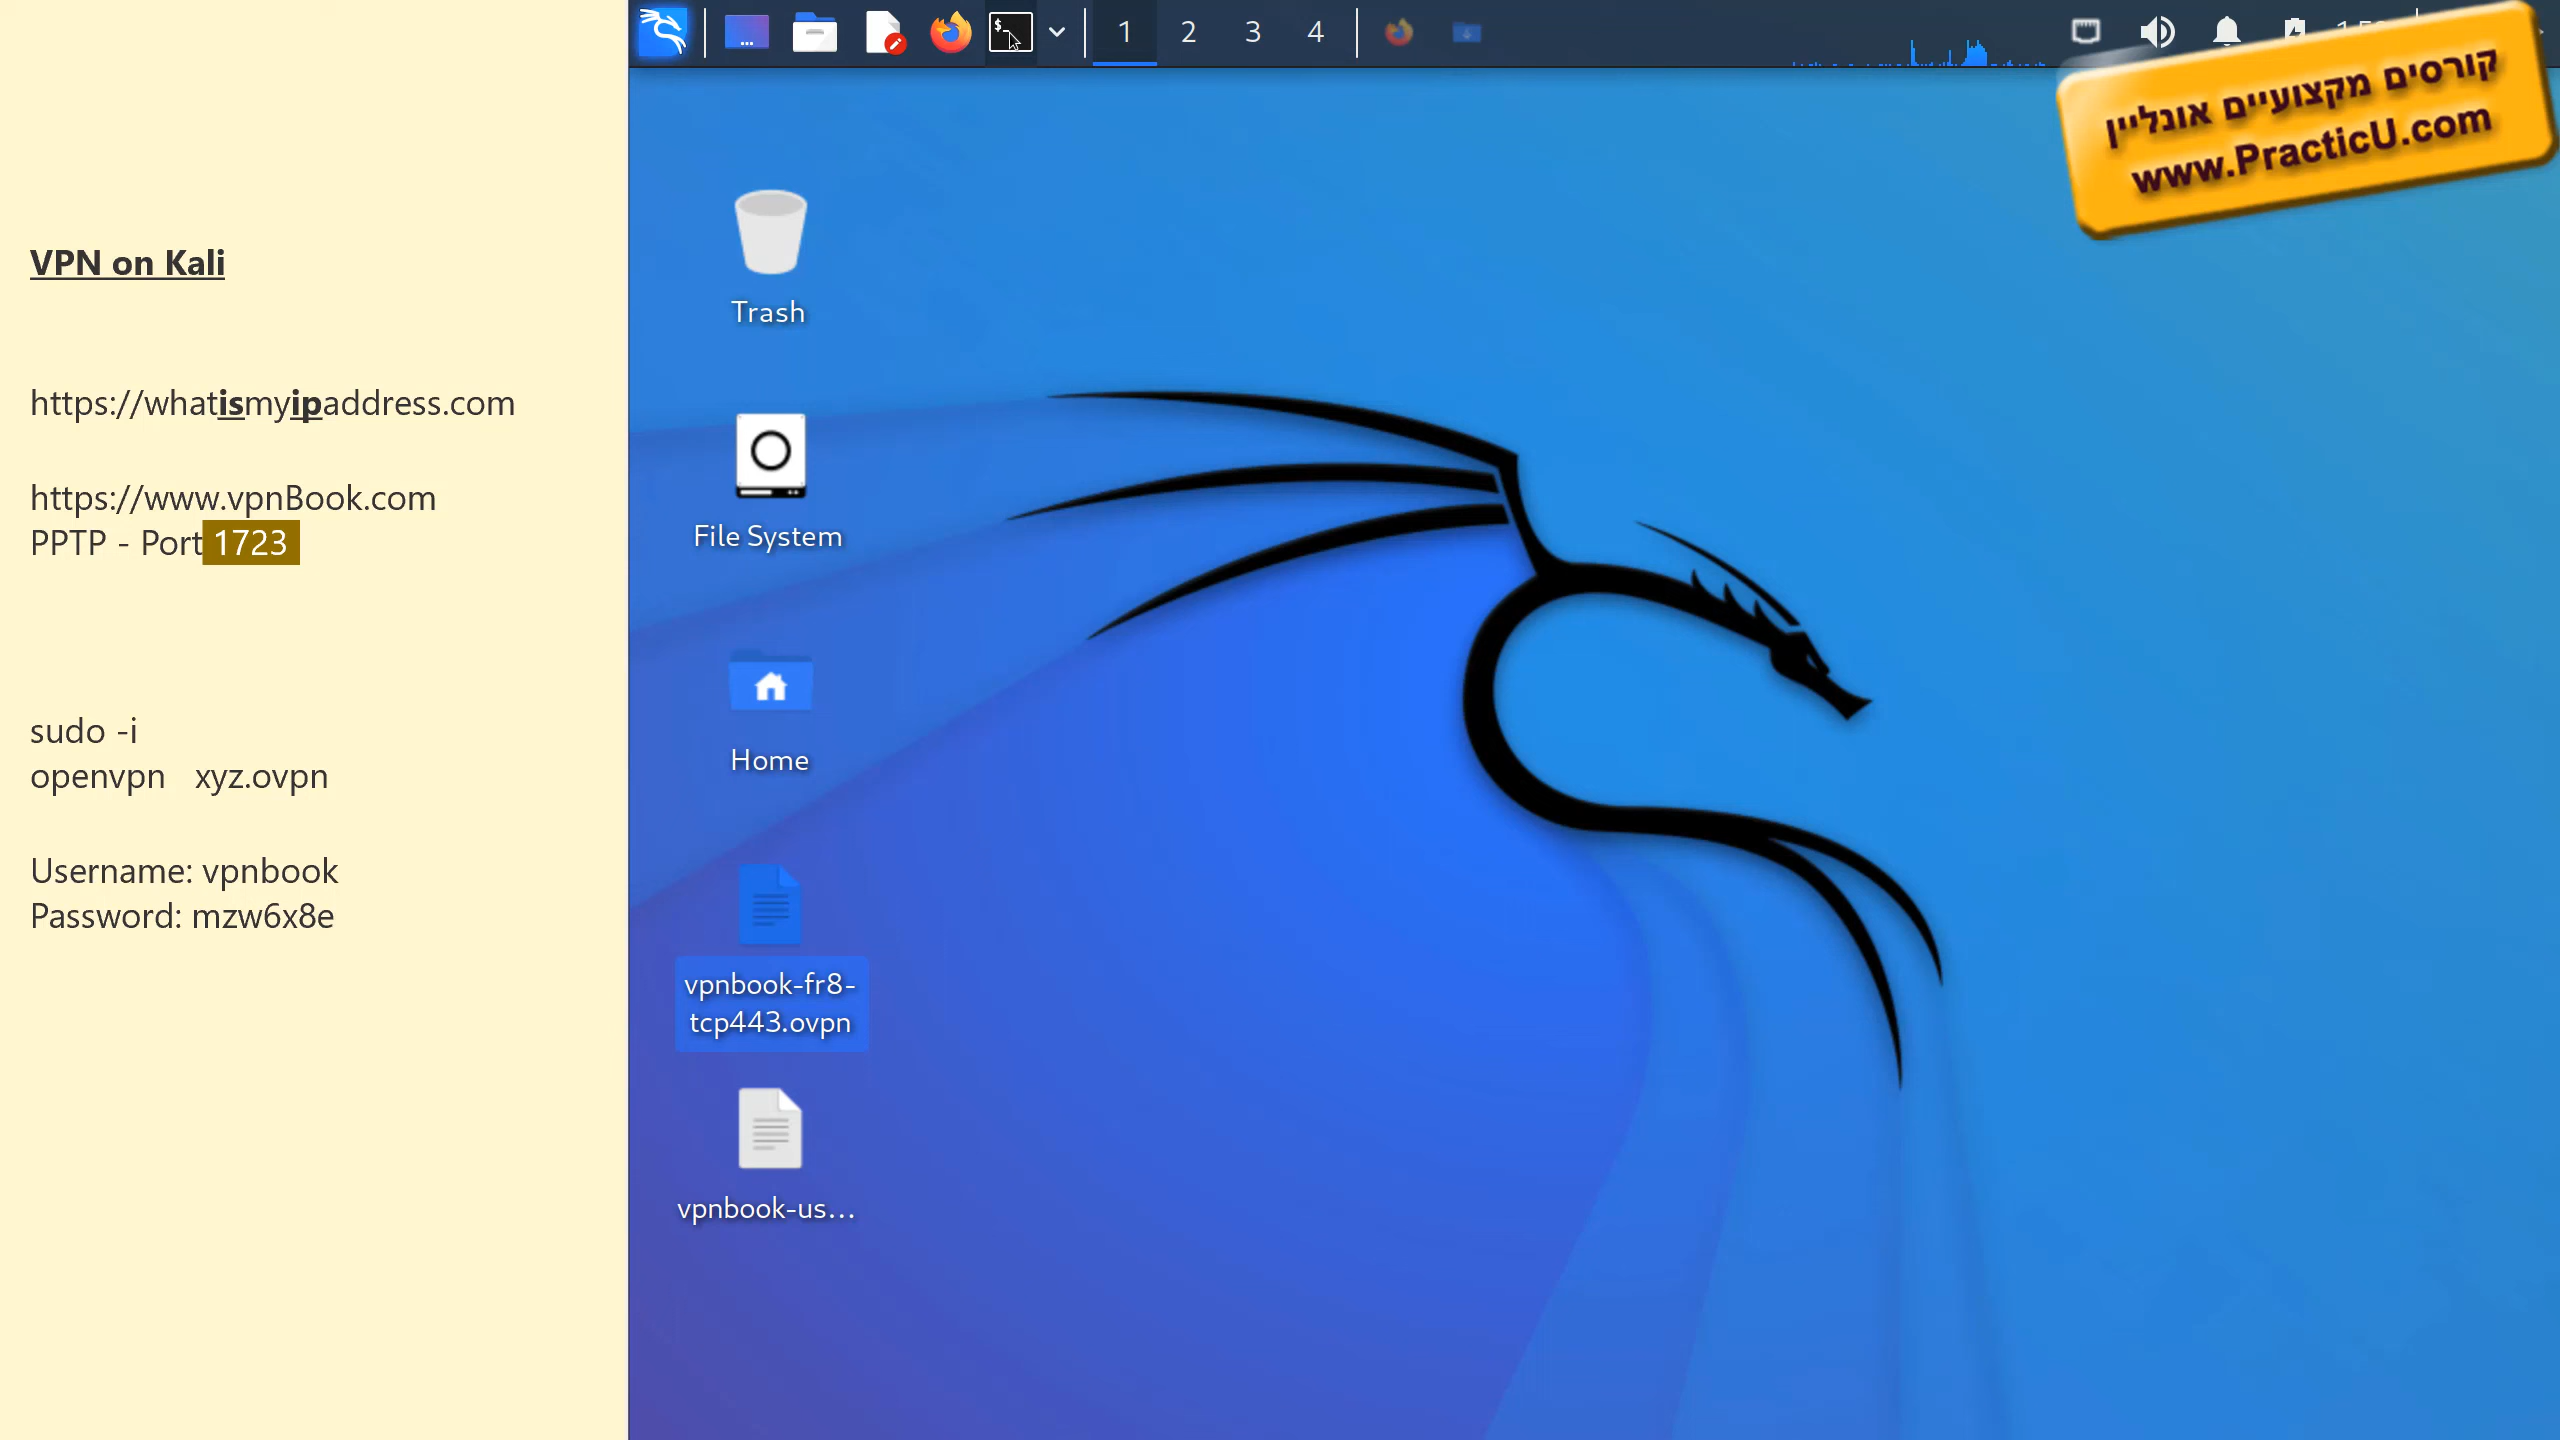 VPN on Kali
https://whatismyipaddress.com
https://www.vpnBook.com
PPTP - Port 1723
sudo -i
openvpn xyz.ovpn
Username: vpnbook
Password: mzw6x8e
1 2 3 4
קורסים מקצועיים אונליין
www.PracticU.com
Trash
File System
Home
vpnbook-fr8-
tcp443.ovpn
vpnbook-us...